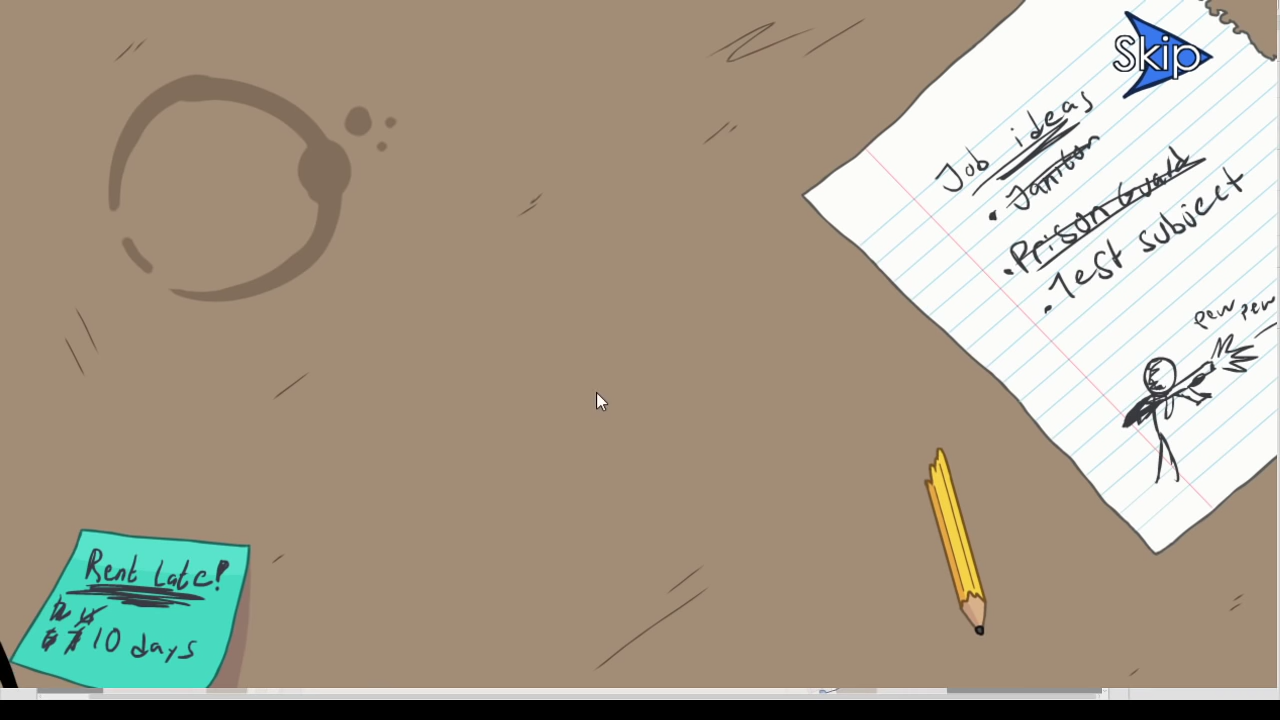 Skip
Job ideas
• Janitor
• Prison Guard
• Test subject
pew pew
Rent Late!
10 days